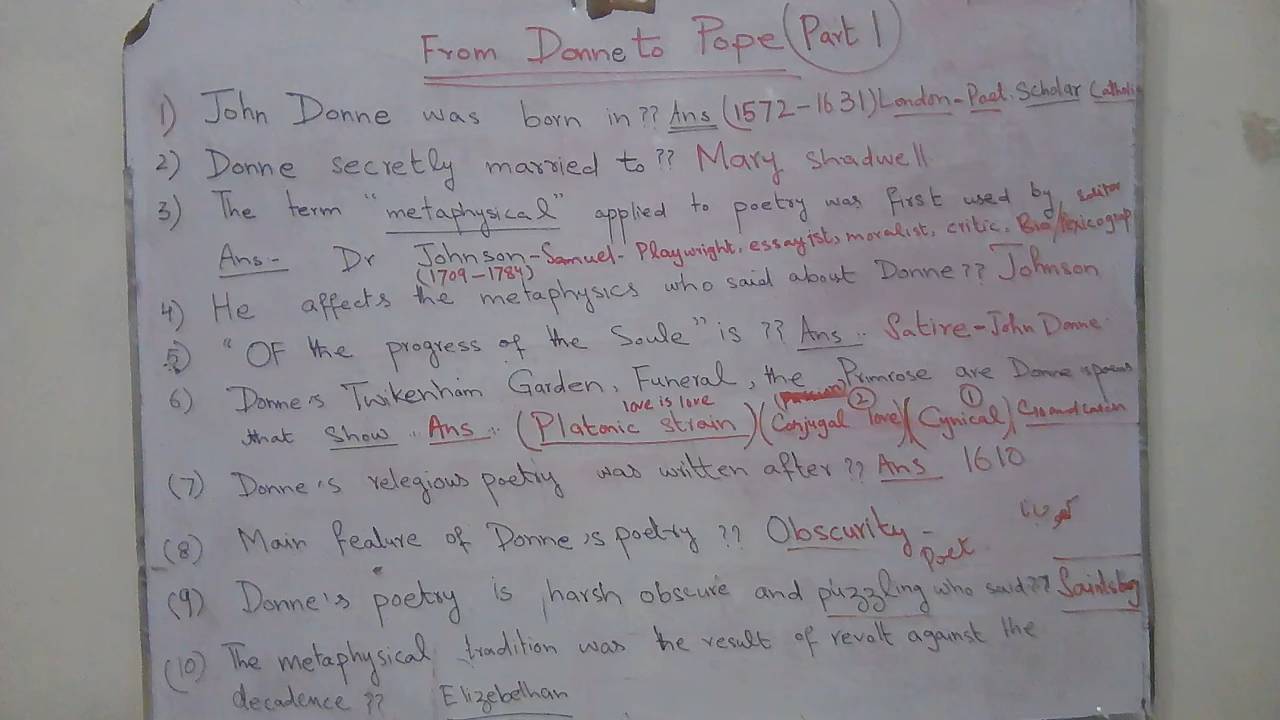 From Donne to Pope (Part 1)
1) John Donne was born in?? Ans (1572-1631) London-Poet, Scholar Catholic
2) Donne secretly married to?? Mary shadwell
3) The term "metaphysical" applied to poetry was first used by editor
Ans:- Dr Johnson-Samuel-Playwright, essayist, moralist, critic, Bio/lexicograp
(1709-1784)
4) He affects the metaphysics who said about Donne?? Johnson
5) "OF the progress of the Soule" is ?? Ans.. Satire-John Donne
6) Donne's Twikenham Garden, Funeral, the Primrose are Donne's poems
love is love
that show.. Ans.. (Platonic strain) (Conjugal love) ② (Cynical) ①
(7) Donne's relegious poetry was written after?? Ans 1610
(8) Main feature of Donne's poetry ?? Obscurity-Poet
(9) Donne's poetry is harsh obscure and puzzling who said?? Saintsbury
(10) The metaphysical tradition was the result of revolt against the
decadence ?? Elizebethan